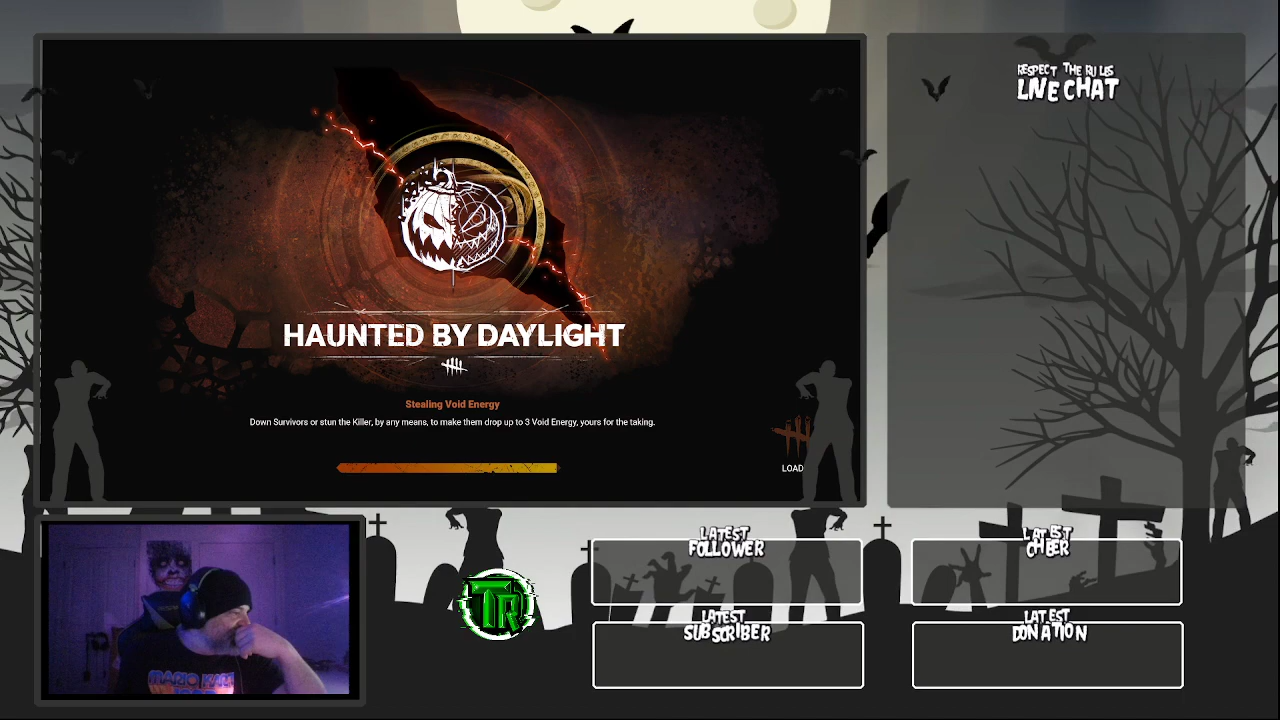 RESPECT THE RULES
LIVE CHAT
HAUNTED BY DAYLIGHT
Stealing Void Energy
Down Survivors or stun the Killer, by any means, to make them drop up to 3 Void Energy, yours for the taking.
LOAD
LATEST
FOLLOWER
LATEST
CHEER
TR
LATEST
SUBSCRIBER
LATEST
DONATION
MARIO KART